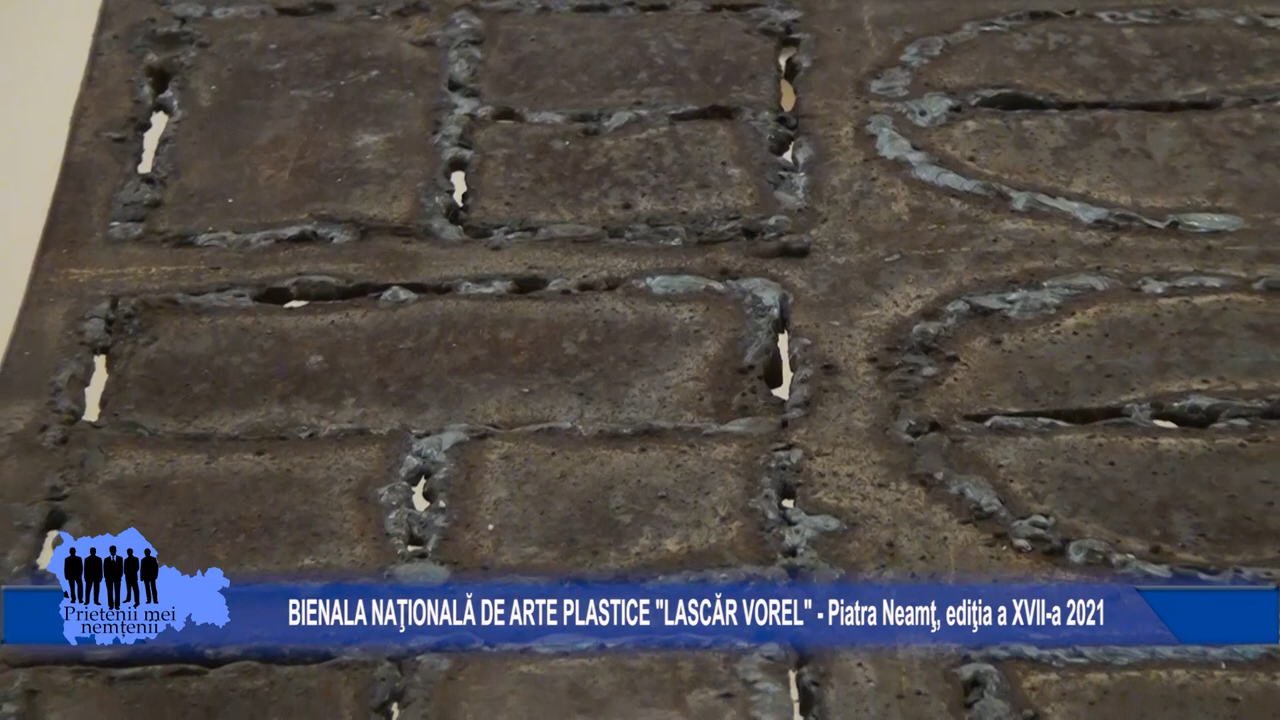 Prietenii mei
nemțenii
BIENALA NAŢIONALĂ DE ARTE PLASTICE "LASCĂR VOREL" - Piatra Neamţ, ediţia a XVII-a 2021